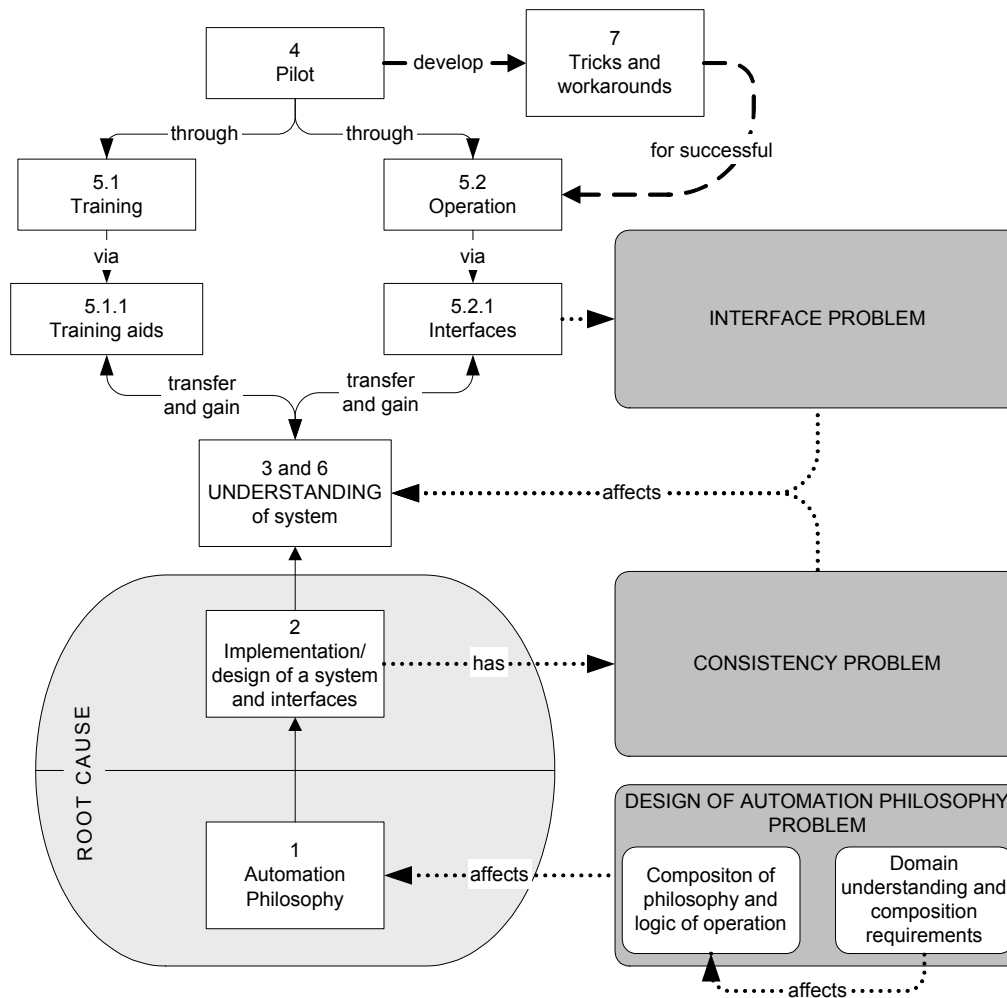 4
Pilot
develop
7
Tricks and
workarounds
through
through
for successful
5.1
Training
5.2
Operation
via
via
5.1.1
Training aids
5.2.1
Interfaces
INTERFACE PROBLEM
transfer
and gain
transfer
and gain
3 and 6
UNDERSTANDING
of system
affects
2
Implementation/
design of a system
and interfaces
has
CONSISTENCY PROBLEM
ROOT CAUSE
1
Automation
Philosophy
affects
DESIGN OF AUTOMATION PHILOSOPHY
PROBLEM
Compositon of
philosophy and
logic of operation
Domain
understanding and
composition
requirements
affects